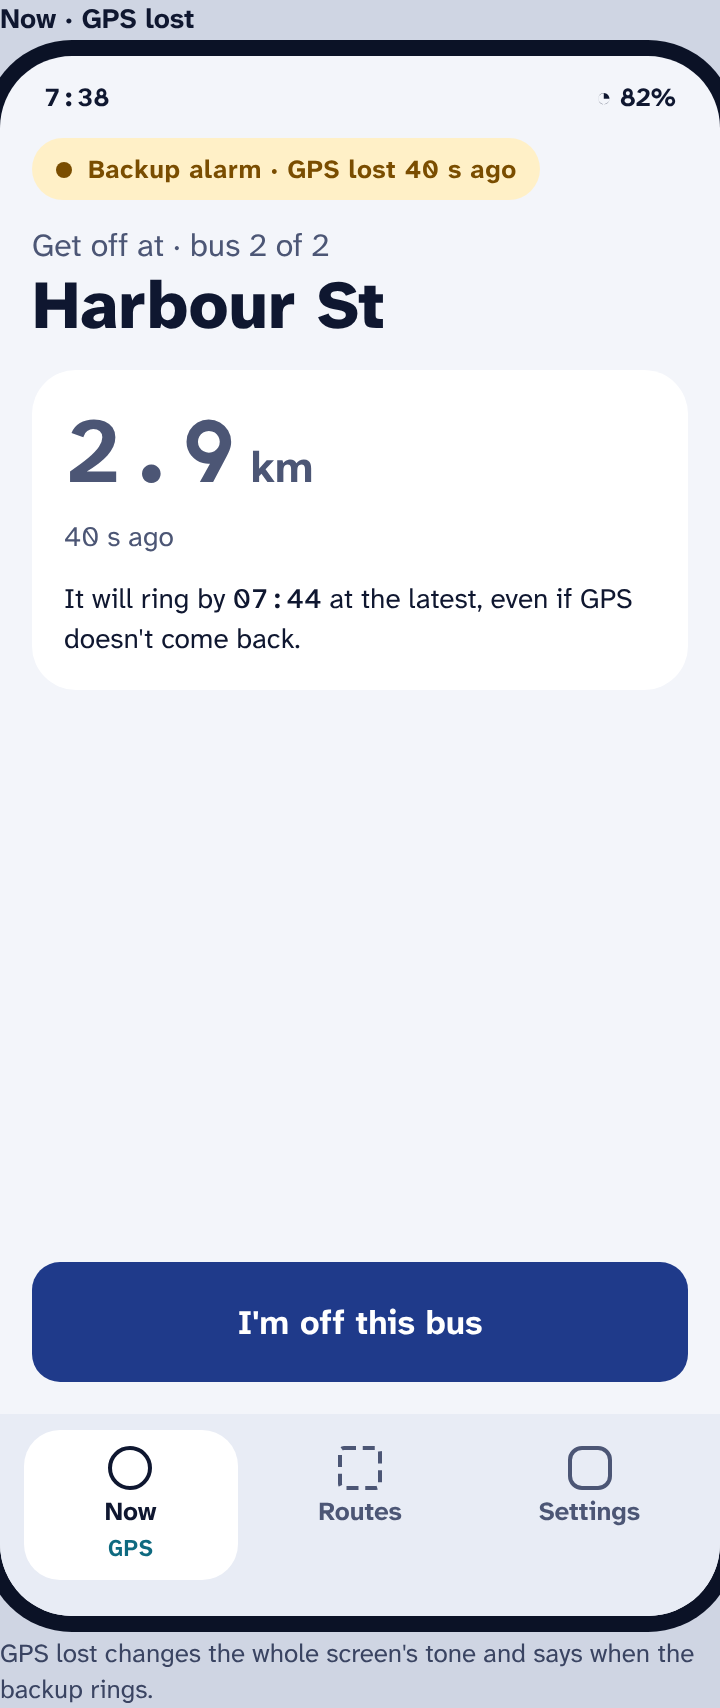 Now · GPS lost
7:38
82%
Backup alarm · GPS lost 40 s ago
Get off at · bus 2 of 2
Harbour St
2.9 km
40 s ago
It will ring by 07:44 at the latest, even if GPS
doesn't come back.
I'm off this bus
Now
Routes
Settings
GPS
GPS lost changes the whole screen's tone and says when the
backup rings.